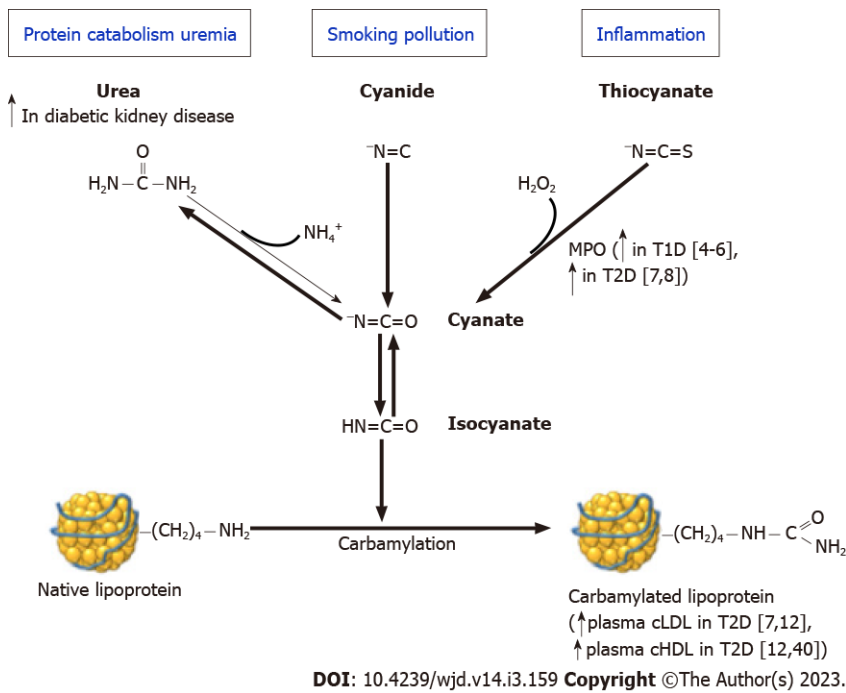 Protein catabolism uremia
Smoking pollution
Inflammation
Urea
↑ In diabetic kidney disease
Cyanide
Thiocyanate
O
H₂N–C–NH₂
⁻N=C
⁻N=C=S
NH₄⁺
H₂O₂
MPO (↑ in T1D [4-6],
↑ in T2D [7,8])
⁻N=C=O
Cyanate
HN=C=O
Isocyanate
–(CH₂)₄–NH₂
Carbamylation
–(CH₂)₄–NH–C
O
NH₂
Native lipoprotein
Carbamylated lipoprotein
(↑plasma cLDL in T2D [7,12],
↑plasma cHDL in T2D [12,40])
DOI: 10.4239/wjd.v14.i3.159 Copyright ©The Author(s) 2023.